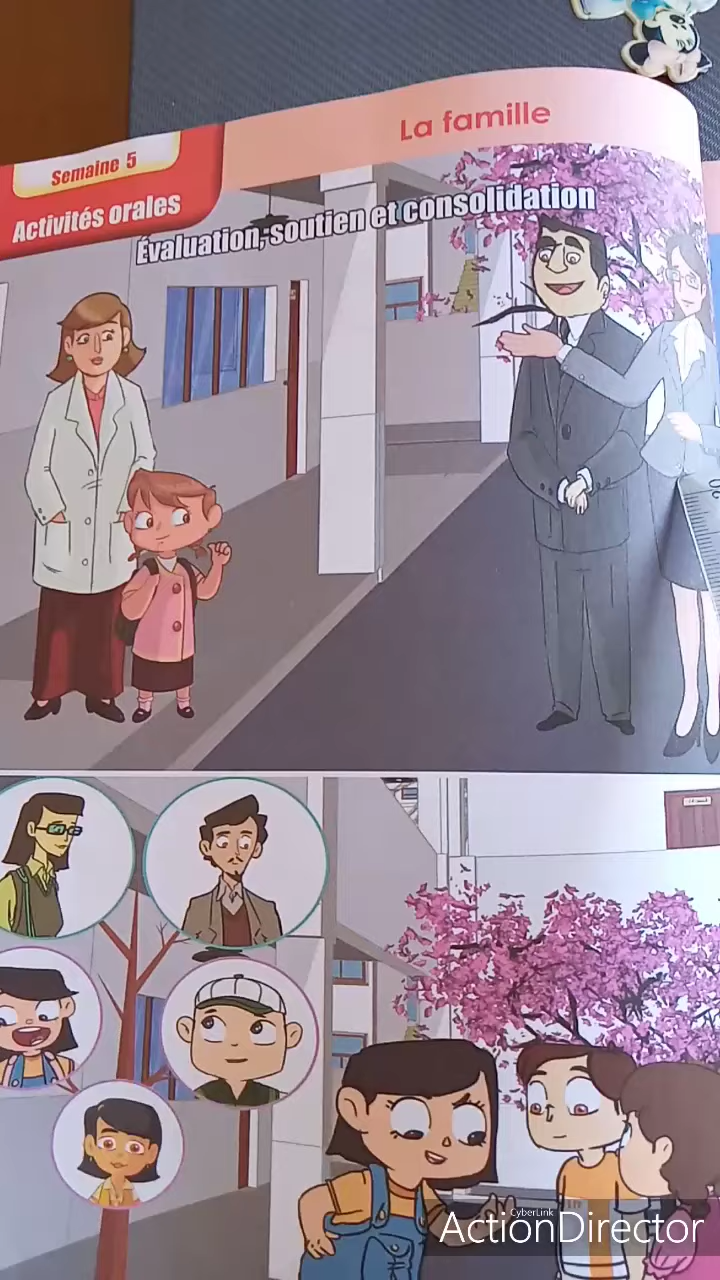 La famille
Semaine 5
Activités orales
Évaluation, soutien et consolidation
CyberLink
ActionDirector